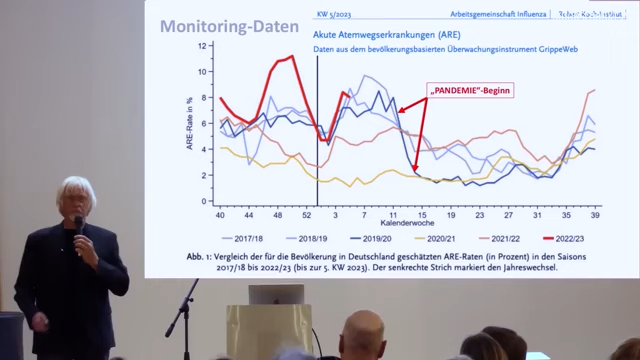 Monitoring-Daten
KW 5/2023 Arbeitsgemeinschaft Influenza Robert Koch-Institut
Akute Atemwegserkrankungen (ARE)
Daten aus dem bevölkerungsbasierten Überwachungsinstrument GrippeWeb
ARE-Rate in %
12
10
8
6
4
2
0
„PANDEMIE"-Beginn
40 44 48 52 3 7 11 15 19 23 27 31 35 39
Kalenderwoche
2017/18 2018/19 2019/20 2020/21 2021/22 2022/23
Abb. 1: Vergleich der für die Bevölkerung in Deutschland geschätzten ARE-Raten (in Prozent) in den Saisons
2017/18 bis 2022/23 (bis zur 5. KW 2023). Der senkrechte Strich markiert den Jahreswechsel.